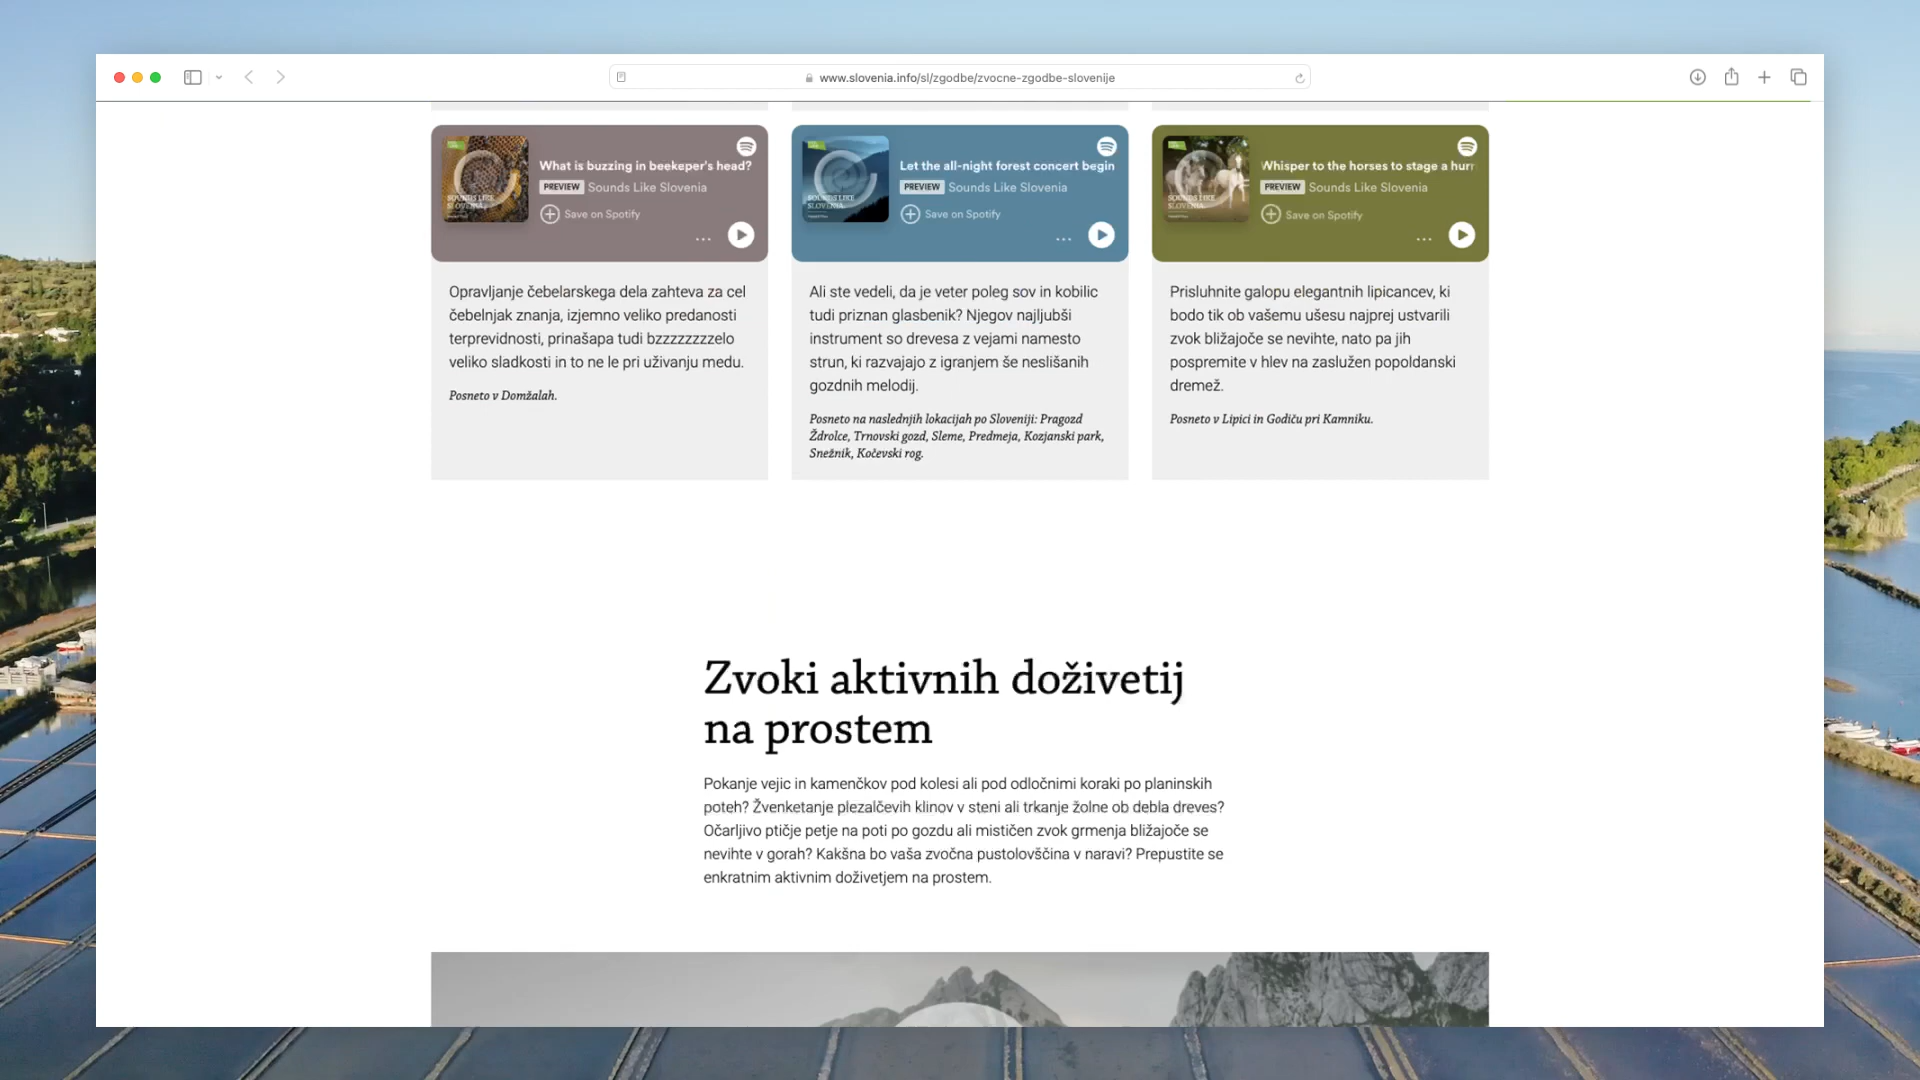 www.slovenia.info/sl/zgodbe/zvocne-zgodbe-slovenije
What is buzzing in beekeper's head?
PREVIEW Sounds Like Slovenia
Save on Spotify
SOUNDS LIKE
SLOVENIA
Opravljanje čebelarskega dela zahteva za cel
čebelnjak znanja, izjemno veliko predanosti
terprevidnosti, prinašapa tudi bzzzzzzzzelo
veliko sladkosti in to ne le pri uživanju medu.
Posneto v Domžalah.
Let the all-night forest concert begin
PREVIEW Sounds Like Slovenia
Save on Spotify
SOUNDS LIKE
SLOVENIA
Ali ste vedeli, da je veter poleg sov in kobilic
tudi priznan glasbenik? Njegov najljubši
instrument so drevesa z vejami namesto
strun, ki razvajajo z igranjem še neslišanih
gozdnih melodij.
Posneto na naslednjih lokacijah po Sloveniji: Pragozd
Ždrolce, Trnovski gozd, Sleme, Predmeja, Kozjanski park,
Snežnik, Kočevski rog.
Whisper to the horses to stage a hurr
PREVIEW Sounds Like Slovenia
Save on Spotify
SOUNDS LIKE
SLOVENIA
Prisluhnite galopu elegantnih lipicancev, ki
bodo tik ob vašemu ušesu najprej ustvarili
zvok bližajoče se nevihte, nato pa jih
pospremite v hlev na zaslužen popoldanski
dremež.
Posneto v Lipici in Godiču pri Kamniku.
Zvoki aktivnih doživetij
na prostem
Pokanje vejic in kamenčkov pod kolesi ali pod odločnimi koraki po planinskih
poteh? Žvenketanje plezalčevih klinov v steni ali trkanje žolne ob debla dreves?
Očarljivo ptičje petje na poti po gozdu ali mističen zvok grmenja bližajoče se
nevihte v gorah? Kakšna bo vaša zvočna pustolovščina v naravi? Prepustite se
enkratnim aktivnim doživetjem na prostem.